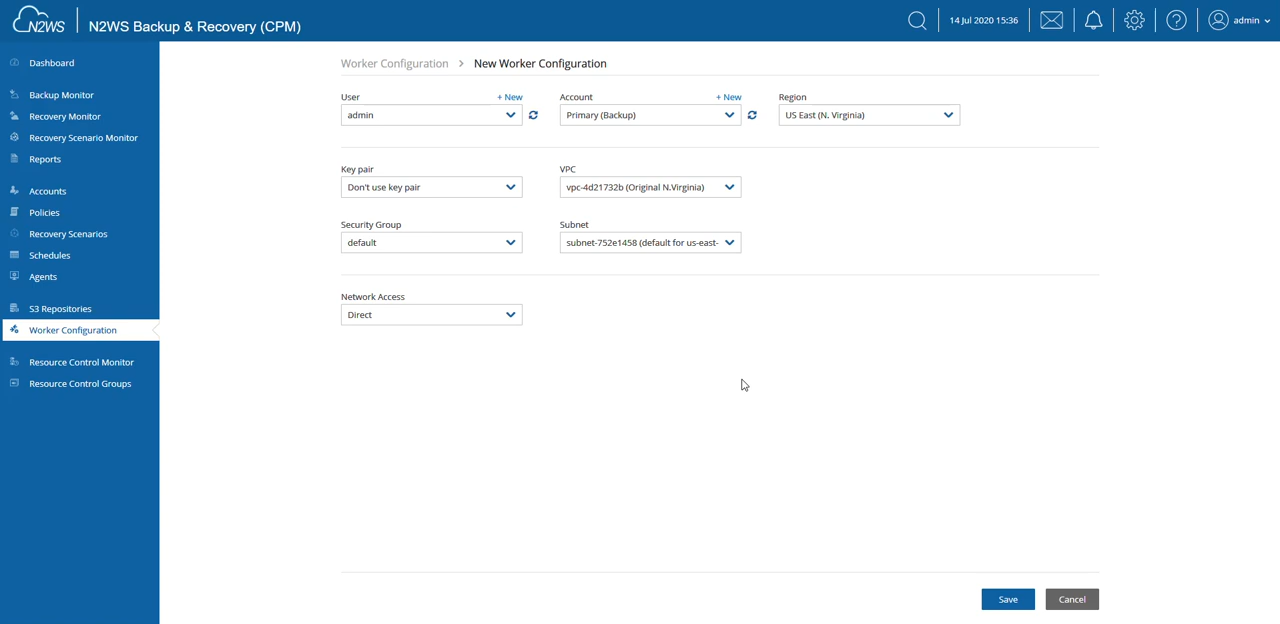 N2WS
N2WS Backup & Recovery (CPM)
14 Jul 2020 15:36
admin
Dashboard
Backup Monitor
Recovery Monitor
Recovery Scenario Monitor
Reports
Accounts
Policies
Recovery Scenarios
Schedules
Agents
S3 Repositories
Worker Configuration
Resource Control Monitor
Resource Control Groups
Worker Configuration > New Worker Configuration
User + New Account + New Region
admin Primary (Backup) US East (N. Virginia)
Key pair VPC
Don't use key pair vpc-4d21732b (Original N.Virginia)
Security Group Subnet
default subnet-752e1458 (default for us-east-
Network Access
Direct
Save Cancel